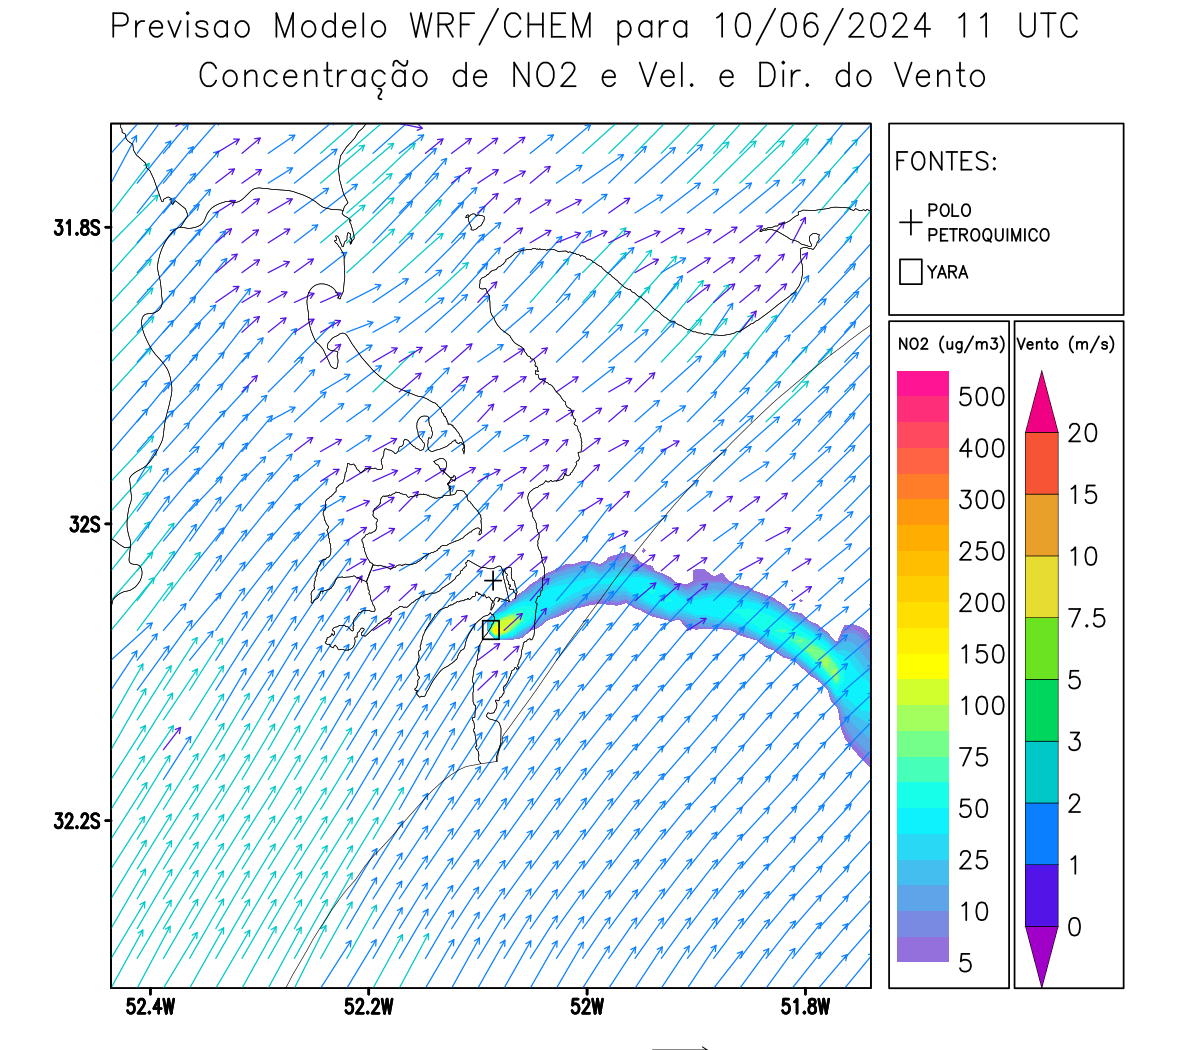 Previsao Modelo WRF/CHEM para 10/06/2024 11 UTC
Concentração de NO2 e Vel. e Dir. do Vento
FONTES:
POLO
PETROQUIMICO
YARA
31.8S
32S
32.2S
52.4W
52.2W
52W
51.8W
NO2 (ug/m3)
500
400
300
250
200
150
100
75
50
25
10
5
Vento (m/s)
20
15
10
7.5
5
3
2
1
0